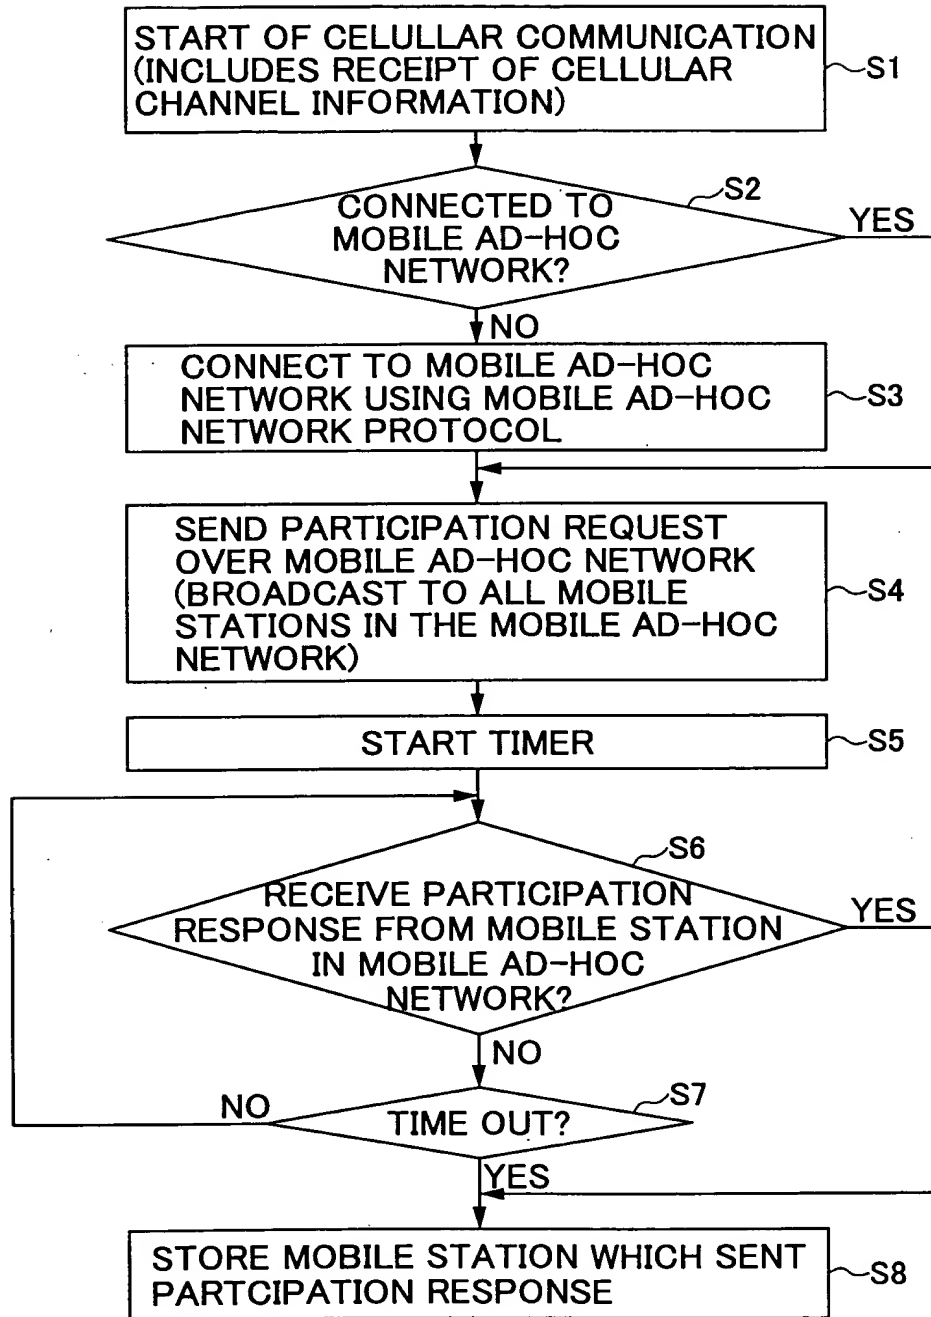 START OF CELULLAR COMMUNICATION
(INCLUDES RECEIPT OF CELLULAR
CHANNEL INFORMATION)
S1
S2
CONNECTED TO
MOBILE AD-HOC
NETWORK?
YES
NO
CONNECT TO MOBILE AD-HOC
NETWORK USING MOBILE AD-HOC
NETWORK PROTOCOL
S3
SEND PARTICIPATION REQUEST
OVER MOBILE AD-HOC NETWORK
(BROADCAST TO ALL MOBILE
STATIONS IN THE MOBILE AD-HOC
NETWORK)
S4
START TIMER
S5
S6
RECEIVE PARTICIPATION
RESPONSE FROM MOBILE STATION
IN MOBILE AD-HOC
NETWORK?
YES
NO
S7
TIME OUT?
NO
YES
STORE MOBILE STATION WHICH SENT
PARTCIPATION RESPONSE
S8